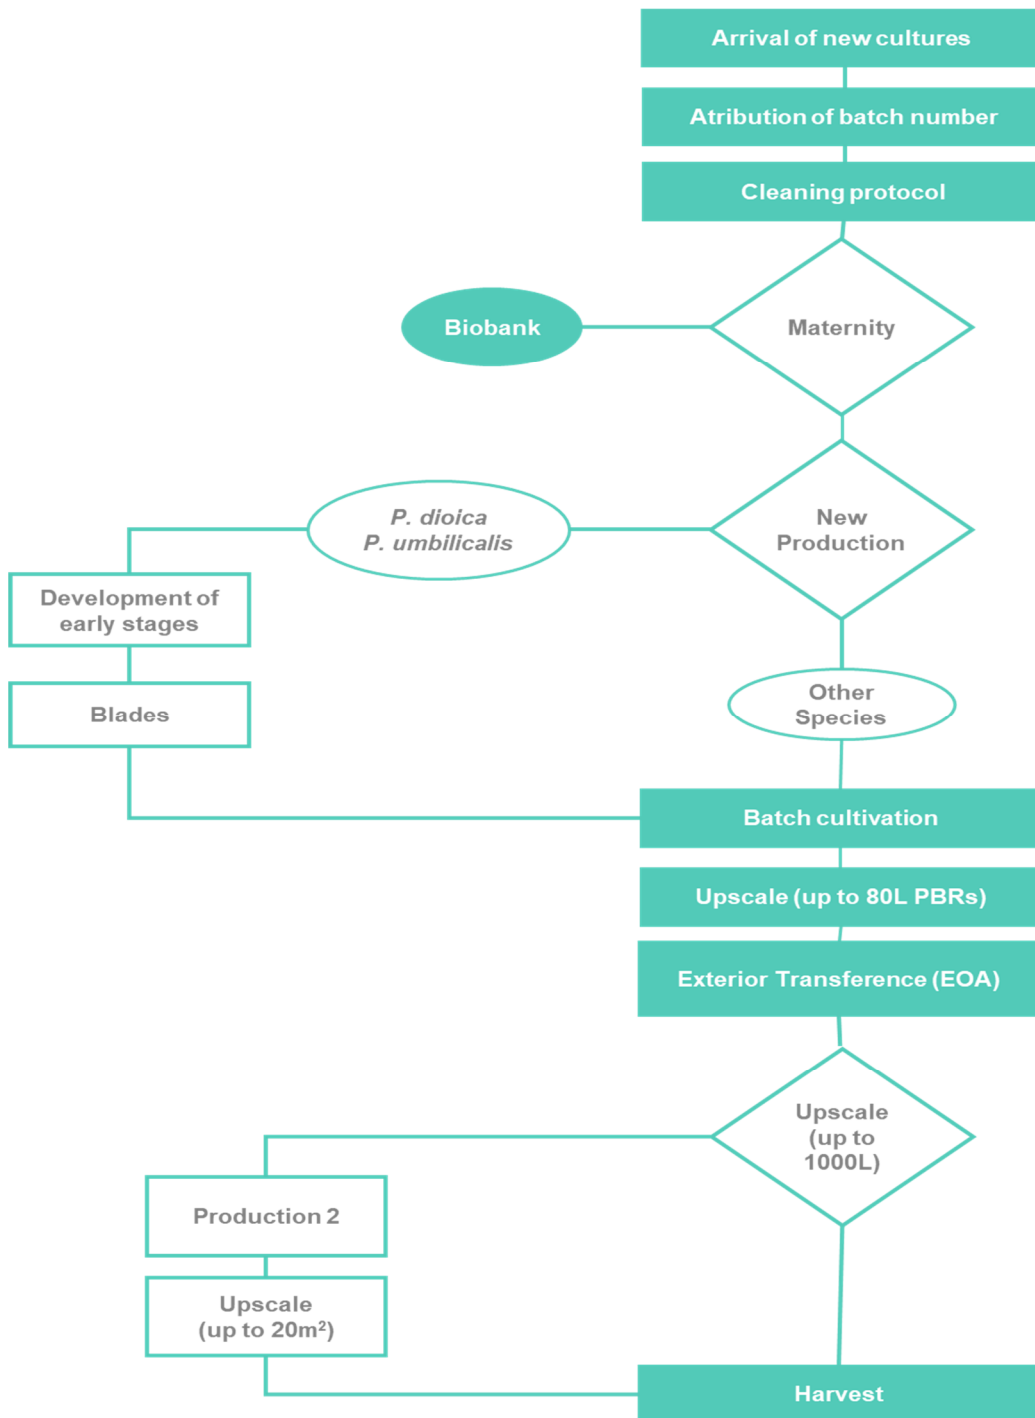 Arrival of new cultures
Atribution of batch number
Cleaning protocol
Biobank
Maternity
P. dioica
P. umbilicalis
New
Production
Development of
early stages
Blades
Other
Species
Batch cultivation
Upscale (up to 80L PBRs)
Exterior Transference (EOA)
Upscale
(up to
1000L)
Production 2
Upscale
(up to 20m²)
Harvest